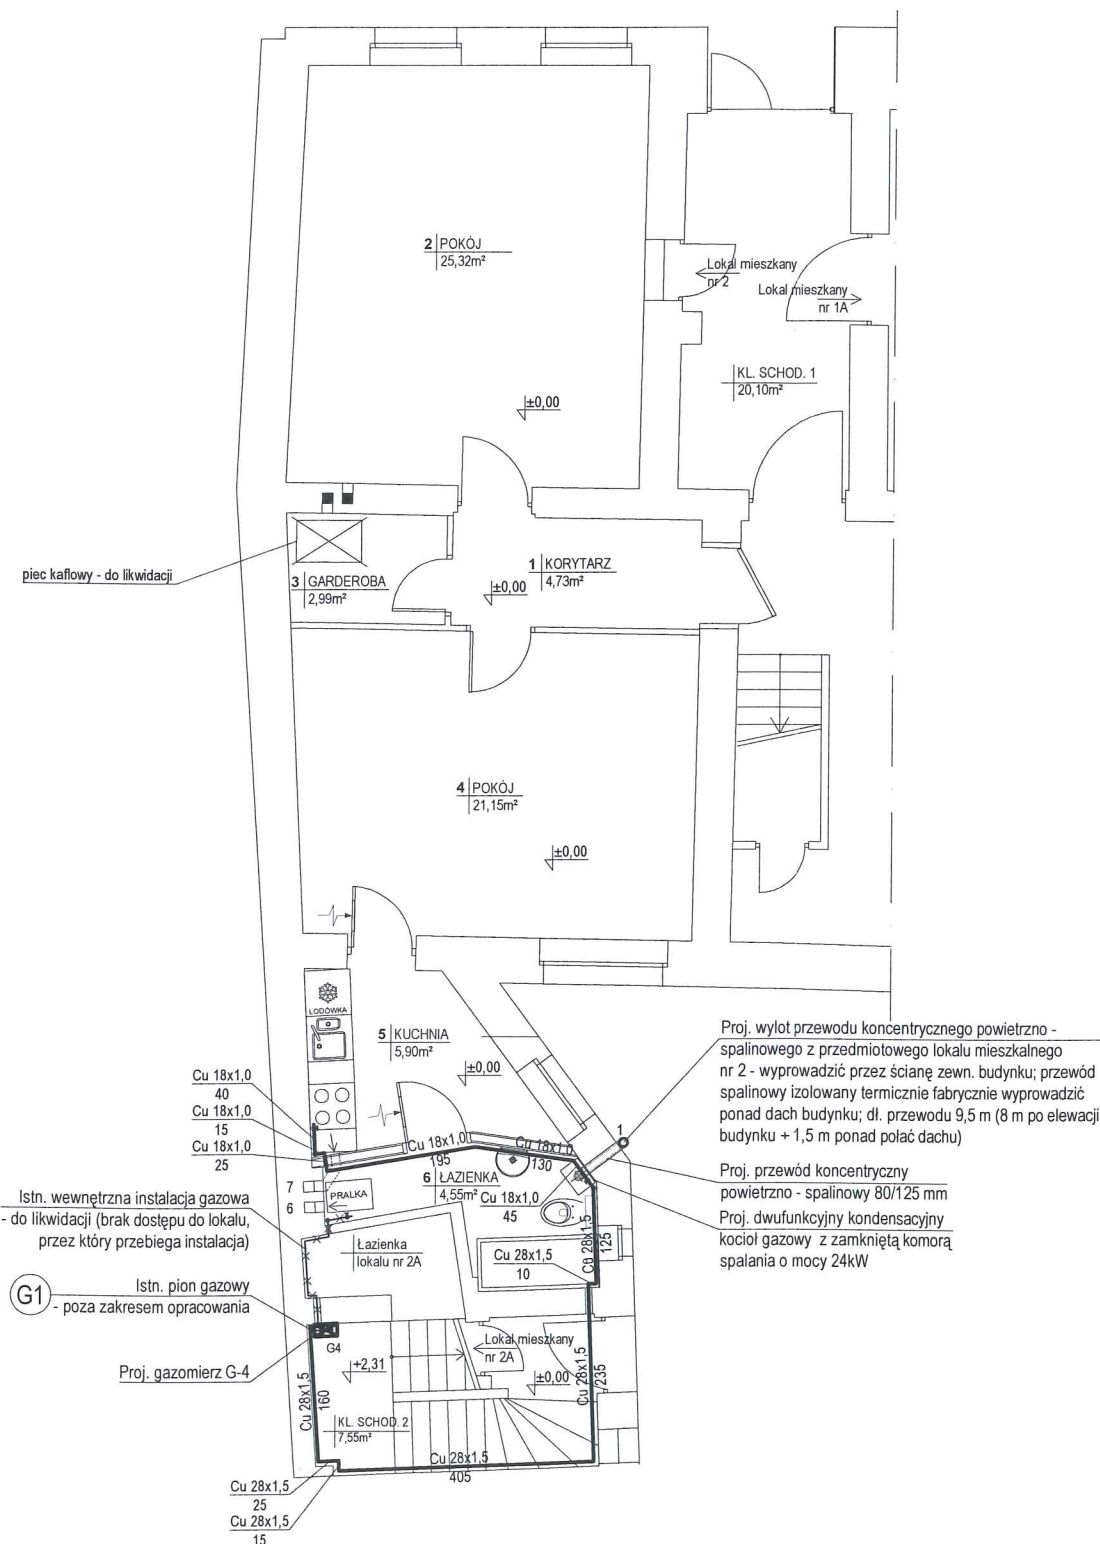 2 POKÓJ
25,32m²
Lokal mieszkany
nr 2
Lokal mieszkany
nr 1A
KL. SCHOD. 1
20,10m²
±0,00
piec kaflowy - do likwidacji
3 GARDEROBA
2,99m²
1 KORYTARZ
4,73m²
±0,00
4 POKÓJ
21,15m²
±0,00
LODÓWKA
5 KUCHNIA
5,90m²
±0,00
Proj. wylot przewodu koncentrycznego powietrzno -
spalinowego z przedmiotowego lokalu mieszkalnego
nr 2 - wyprowadzić przez ścianę zewn. budynku; przewód
spalinowy izolowany termicznie fabrycznie wyprowadzić
ponad dach budynku; dł. przewodu 9,5 m (8 m po elewacji
budynku + 1,5 m ponad połać dachu)
Cu 18x1,0
40
Cu 18x1,0
15
Cu 18x1,0
25
Cu 18x1,0
195
Cu 18x1,0
130
1
Proj. przewód koncentryczny
powietrzno - spalinowy 80/125 mm
Proj. dwufunkcyjny kondensacyjny
kocioł gazowy z zamkniętą komorą
spalania o mocy 24kW
6 ŁAZIENKA
4,55m²
7
6
PRALKA
Cu 18x1,0
45
Istn. wewnętrzna instalacja gazowa
- do likwidacji (brak dostępu do lokalu,
przez który przebiega instalacja)
Łazienka
lokalu nr 2A
Cu 28x1,5
10
Cu 28x1,5
125
G1
Istn. pion gazowy
- poza zakresem opracowania
G4
Proj. gazomierz G-4
Lokal mieszkany
nr 2A
+2,31
±0,00
Cu 28x1,5
235
Cu 28x1,5
160
KL. SCHOD. 2
7,55m²
Cu 28x1,5
405
Cu 28x1,5
25
Cu 28x1,5
15